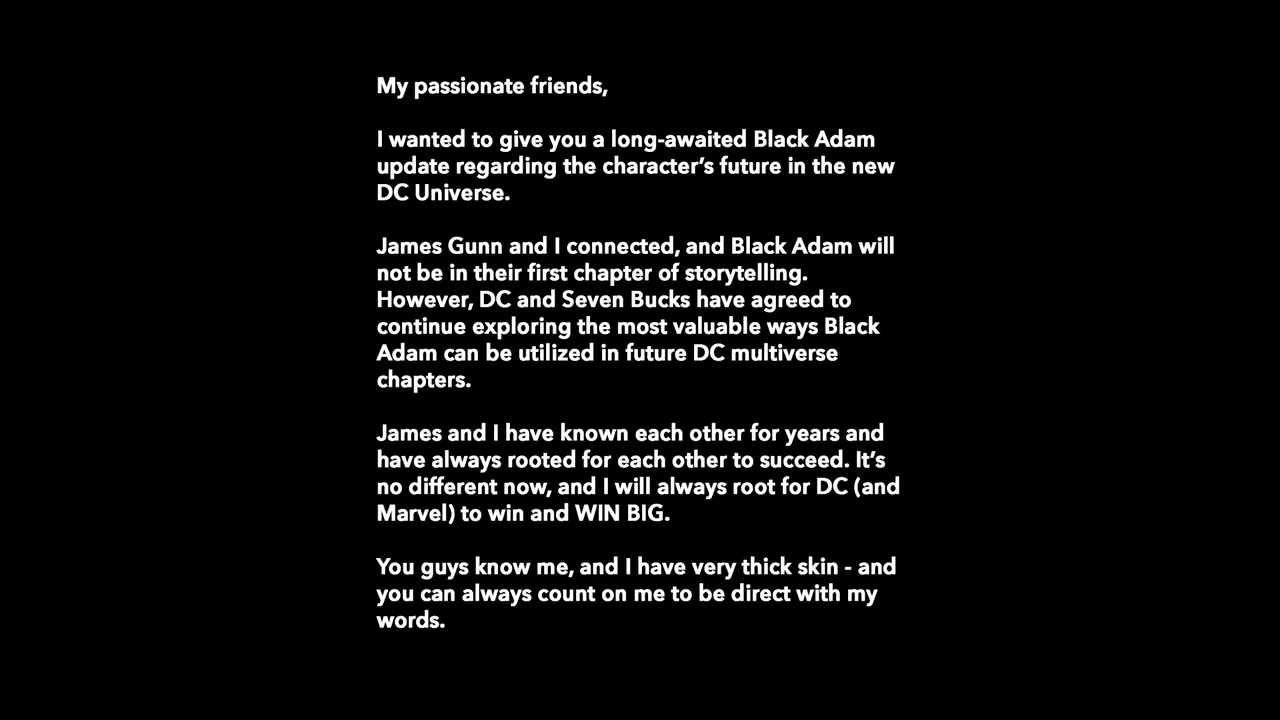 My passionate friends,
I wanted to give you a long-awaited Black Adam
update regarding the character’s future in the new
DC Universe.
James Gunn and I connected, and Black Adam will
not be in their first chapter of storytelling.
However, DC and Seven Bucks have agreed to
continue exploring the most valuable ways Black
Adam can be utilized in future DC multiverse
chapters.
James and I have known each other for years and
have always rooted for each other to succeed. It’s
no different now, and I will always root for DC (and
Marvel) to win and WIN BIG.
You guys know me, and I have very thick skin - and
you can always count on me to be direct with my
words.